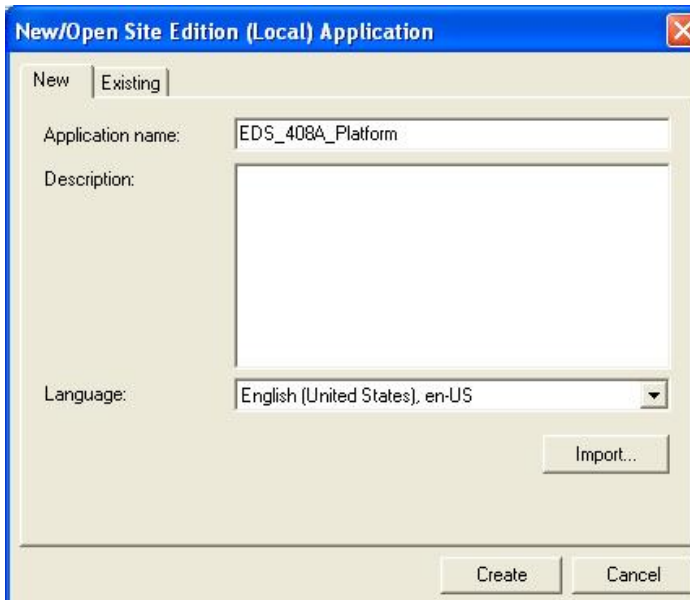 New/Open Site Edition (Local) Application
New Existing
Application name: EDS_408A_Platform
Description:
Language: English (United States), en-US
Import...
Create Cancel